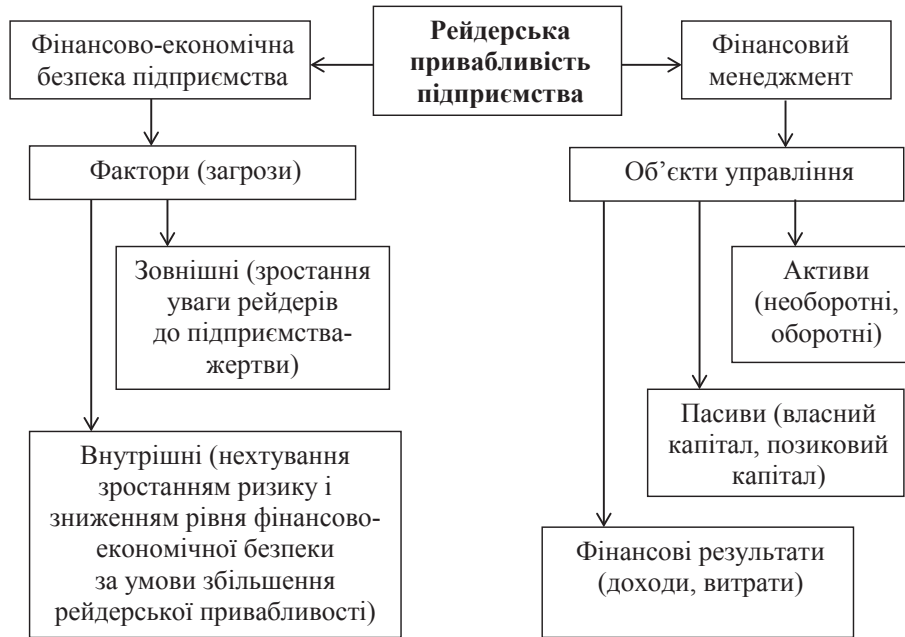 Фінансово-економічна
безпека підприємства
Рейдерська
привабливість
підприємства
Фінансовий
менеджмент
Фактори (загрози)
Об’єкти управління
Зовнішні (зростання
уваги рейдерів
до підприємства-
жертви)
Активи
(необоротні,
оборотні)
Пасиви (власний
капітал, позиковий
капітал)
Внутрішні (нехтування
зростанням ризику і
зниженням рівня фінансово-
економічної безпеки
за умови збільшення
рейдерської привабливості)
Фінансові результати
(доходи, витрати)